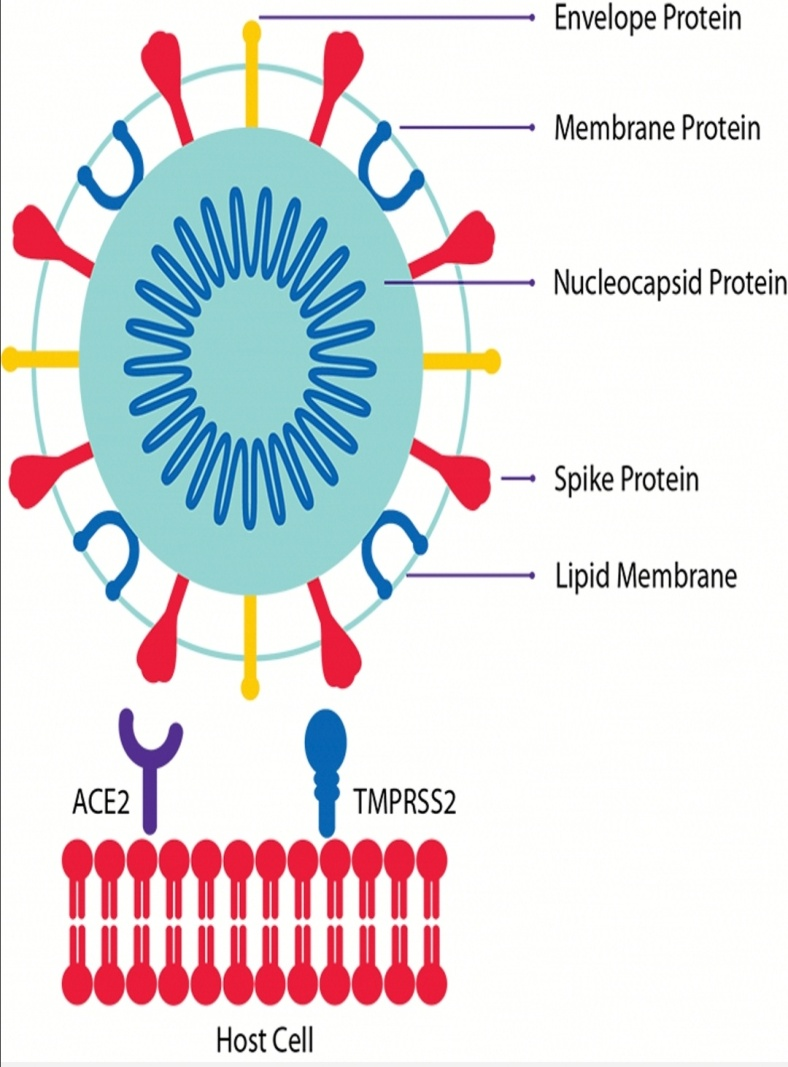 Envelope Protein
Membrane Protein
Nucleocapsid Protein
Spike Protein
Lipid Membrane
ACE2
TMPRSS2
Host Cell